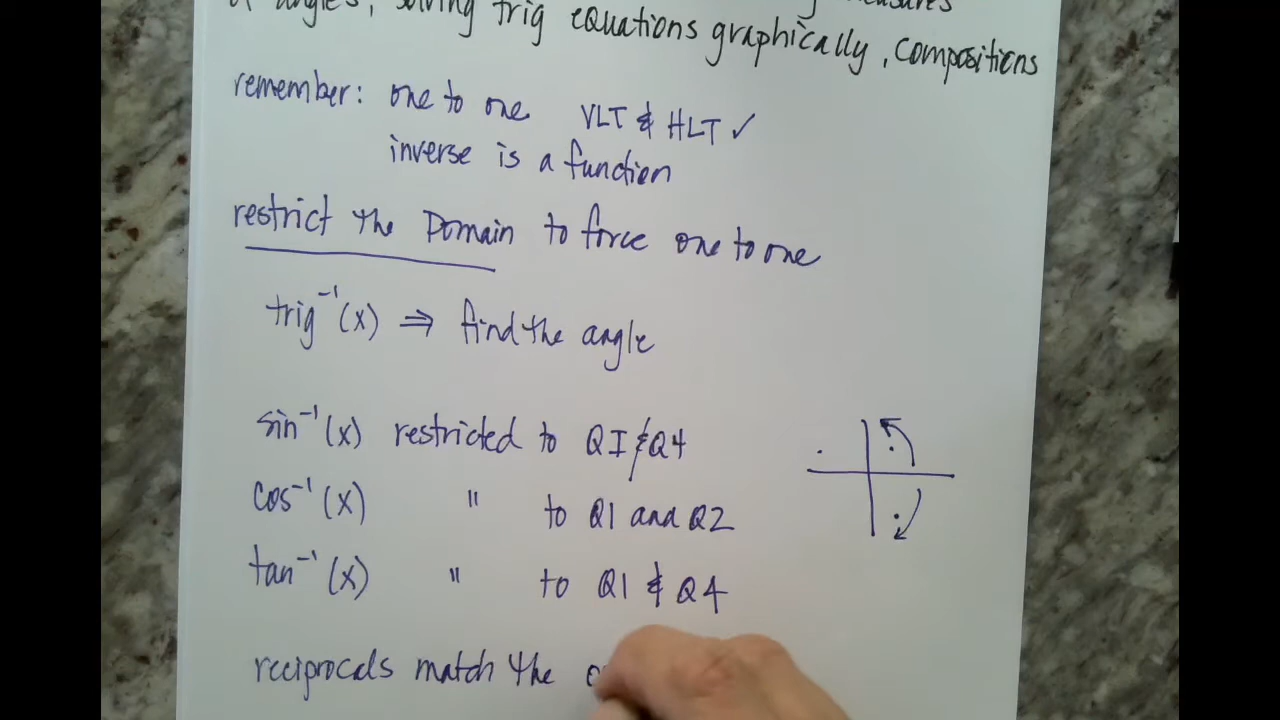 of angles, solving trig equations graphically, compositions
remember: one to one VLT & HLT ✓
inverse is a function
restrict the Domain to force one to one
trig⁻¹(x) ⇒ find the angle
sin⁻¹(x) restricted to QI & Q4
cos⁻¹(x) " to Q1 and Q2
tan⁻¹(x) " to Q1 & Q4
reciprocals match the